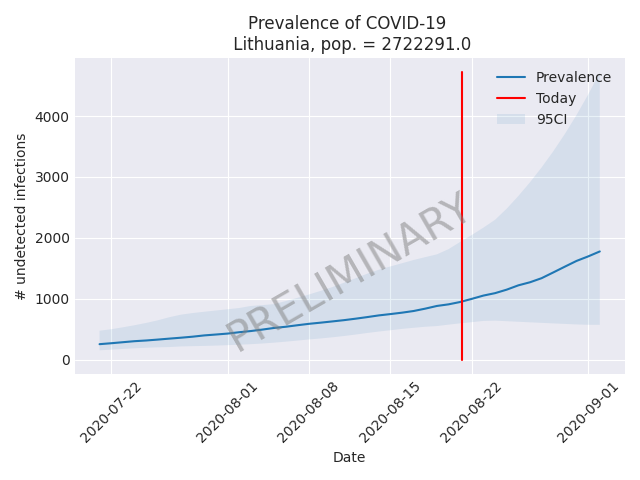 Prevalence of COVID-19
Lithuania, pop. = 2722291.0
Prevalence
Today
95CI
4000
3000
2000
1000
0
# undetected infections
PRELIMINARY
2020-07-22
2020-08-01
2020-08-08
2020-08-15
2020-08-22
2020-09-01
Date